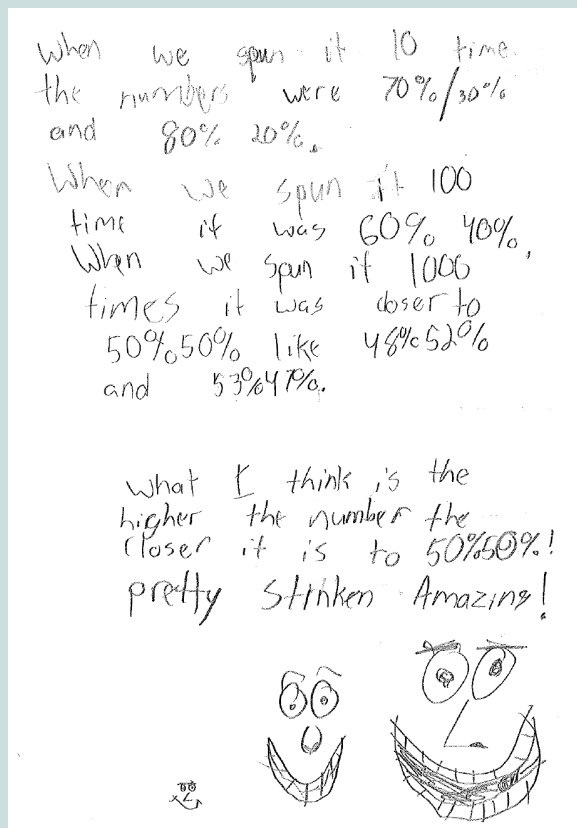 When we spun it 10 time.
the numbers were 70%/30%
and 80% 20%.
When we spun it 100
time it was 60% 40%.
When we spun it 1000
times it was closer to
50%50% like 48%52%
and 53%47%.
What I think is the
higher the number the
closer it is to 50%50%!
pretty Stinken Amazing!